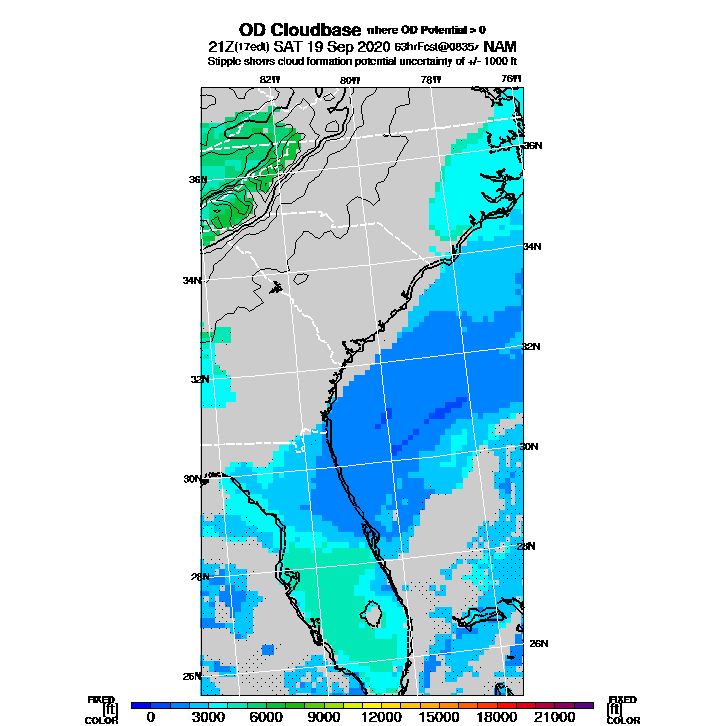 OD Cloudbase where OD Potential > 0
21Z(17edt) SAT 19 Sep 2020 63hrFcst@0835z NAM
Stipple shows cloud formation potential uncertainty of +/- 1000 ft
82W 80W 78W 76W
36N
36N
34N
34N
32N
32N
30N
30N
28N
28N
26N
26N
FIXED FIXED
[ft] [ft]
COLOR 0 3000 6000 9000 12000 15000 18000 21000 COLOR